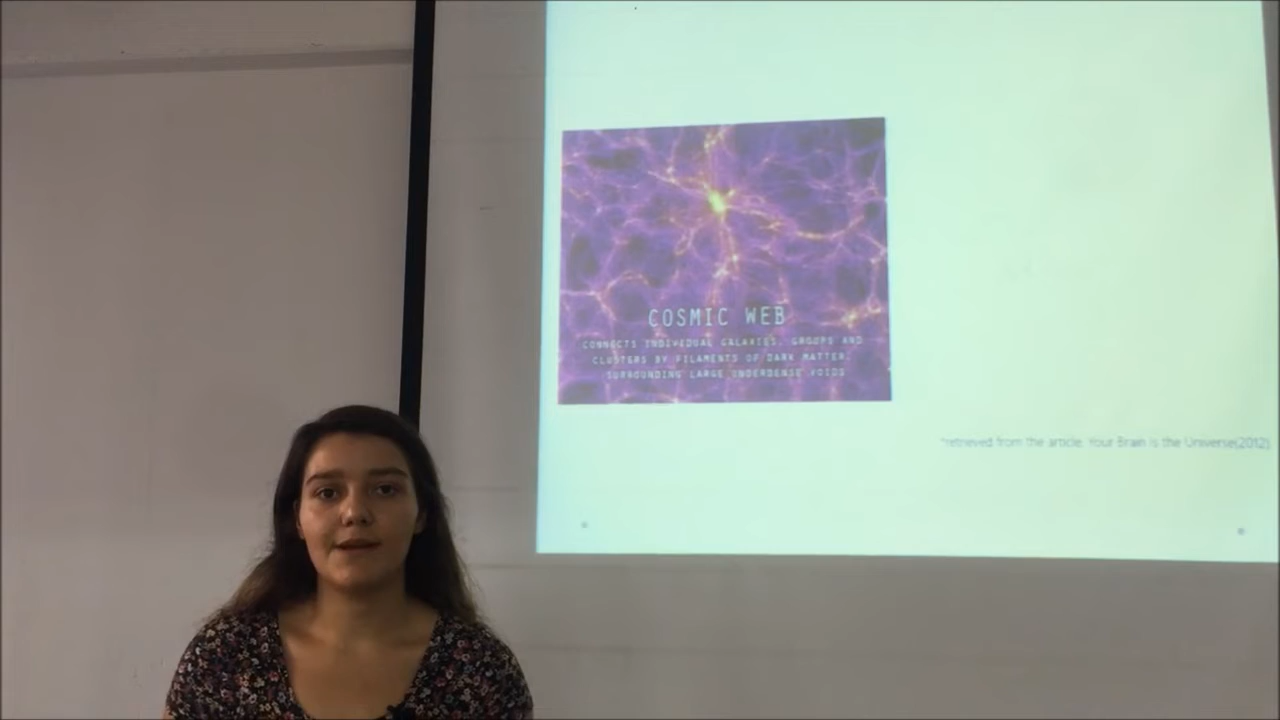 COSMIC WEB
CONNECTS INDIVIDUAL GALAXIES, GROUPS AND
CLUSTERS BY FILAMENTS OF DARK MATTER,
SURROUNDING LARGE UNDERDENSE VOIDS
*retrieved from the article, Your Brain is the Universe(2012)